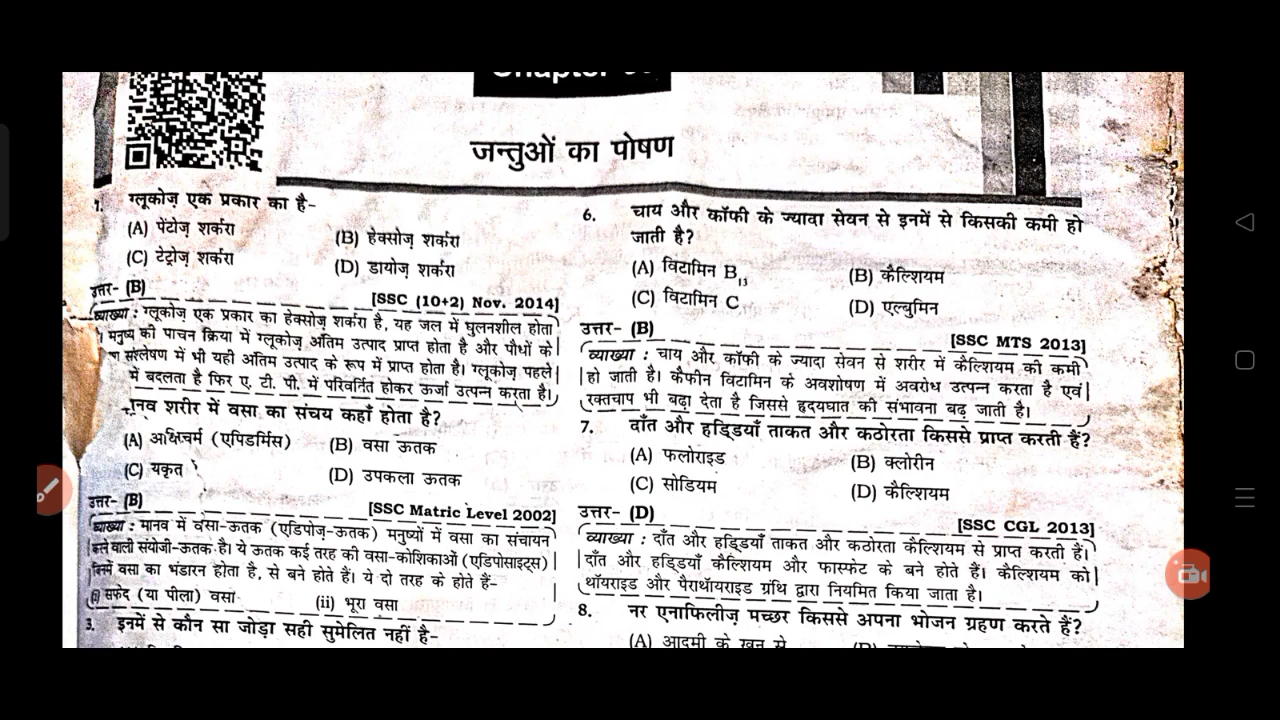 जन्तुओं का पोषण
1. ग्लूकोज़ एक प्रकार का है-
(A) पेंटोज़ शर्करा
(B) हेक्सोज़ शर्करा
(C) टेट्रोज़ शर्करा
(D) डायोज़ शर्करा
उत्तर- (B)
[SSC (10+2) Nov. 2014]
व्याख्या : ग्लूकोज़ एक प्रकार का हेक्सोज़ शर्करा है, यह जल में घुलनशील होता
मनुष्य की पाचन क्रिया में ग्लूकोज़ अंतिम उत्पाद प्राप्त होता है और पौधों के
संश्लेषण में भी यही अंतिम उत्पाद के रूप में प्राप्त होता है। ग्लूकोज़ पहले
में बदलता है फिर ए. टी. पी. में परिवर्तित होकर ऊर्जा उत्पन्न करता है।
शरीर में वसा का संचय कहाँ होता है?
(A) अधिचर्म (एपिडर्मिस)
(B) वसा ऊतक
(C) यकृत
(D) उपकला ऊतक
उत्तर- (B)
[SSC Matric Level 2002]
व्याख्या : मानव में वसा-ऊतक (एडिपोज़-ऊतक) मनुष्यों में वसा का संचायन
वाली संयोजी-ऊतक है। ये ऊतक कई तरह की वसा-कोशिकाओं (एडिपोसाइट्स)
जिनमें वसा का भंडारन होता है, से बने होते हैं। ये दो तरह के होते हैं-
(i) सफेद (या पीला) वसा
(ii) भूरा वसा
3. इनमें से कौन सा जोड़ा सही सुमेलित नहीं है-
6. चाय और कॉफी के ज्यादा सेवन से इनमें से किसकी कमी हो
जाती है?
(A) विटामिन B13
(B) कैल्शियम
(C) विटामिन C
(D) एल्बुमिन
उत्तर- (B)
[SSC MTS 2013]
व्याख्या : चाय और कॉफी के ज्यादा सेवन से शरीर में कैल्शियम की कमी
हो जाती है। कैफीन विटामिन के अवशोषण में अवरोध उत्पन्न करता है एवं
रक्तचाप भी बढ़ा देता है जिससे हृदयघात की संभावना बढ़ जाती है।
7. दाँत और हड्डियाँ ताकत और कठोरता किससे प्राप्त करती हैं?
(A) फलोराइड
(B) क्लोरीन
(C) सोडियम
(D) कैल्शियम
उत्तर- (D)
[SSC CGL 2013]
व्याख्या : दाँत और हड्डियाँ ताकत और कठोरता कैल्शियम से प्राप्त करती हैं।
दाँत और हड्डियाँ कैल्शियम और फास्फेट के बने होते हैं। कैल्शियम को
थॉयराइड और पैराथॉयराइड ग्रंथि द्वारा नियमित किया जाता है।
8. नर एनाफिलीज़ मच्छर किससे अपना भोजन ग्रहण करते हैं?
(A) आदमी के खून से